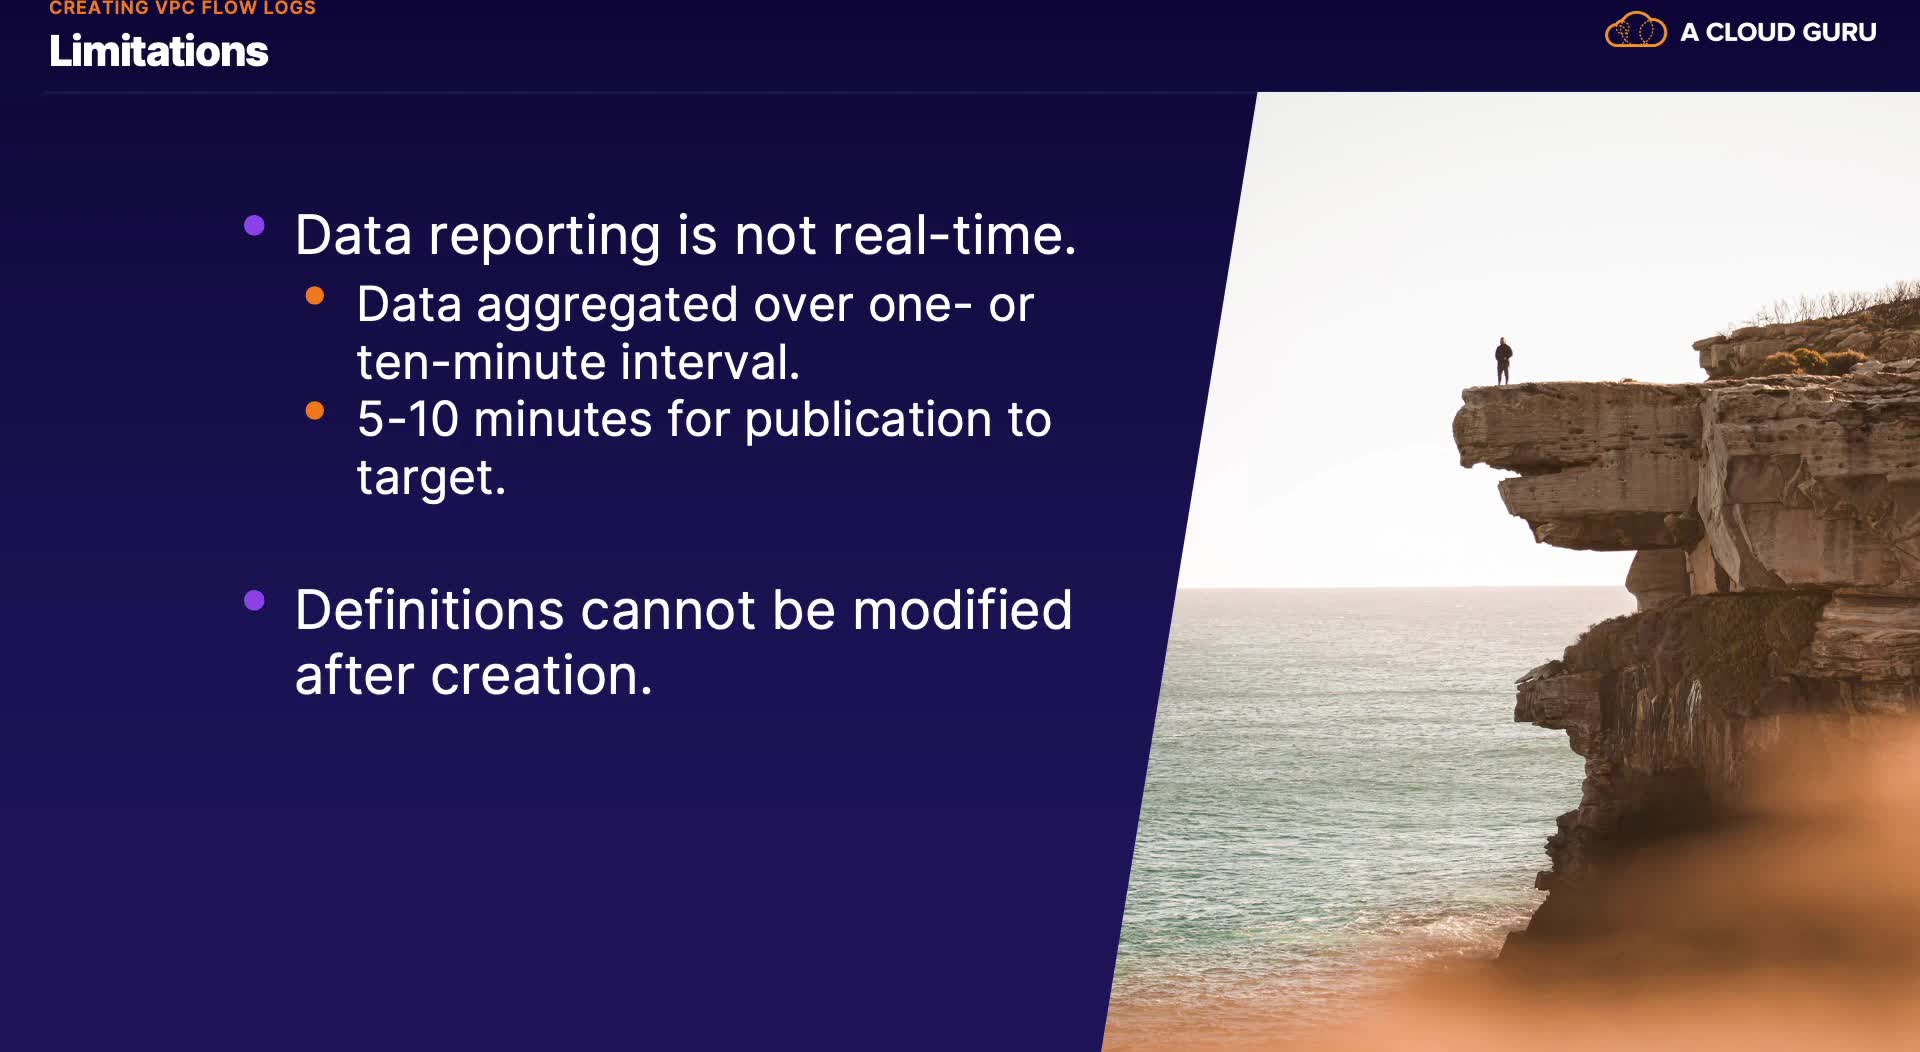 CREATING VPC FLOW LOGS
Limitations
A CLOUD GURU
Data reporting is not real-time.
Data aggregated over one- or
ten-minute interval.
5-10 minutes for publication to
target.
Definitions cannot be modified
after creation.